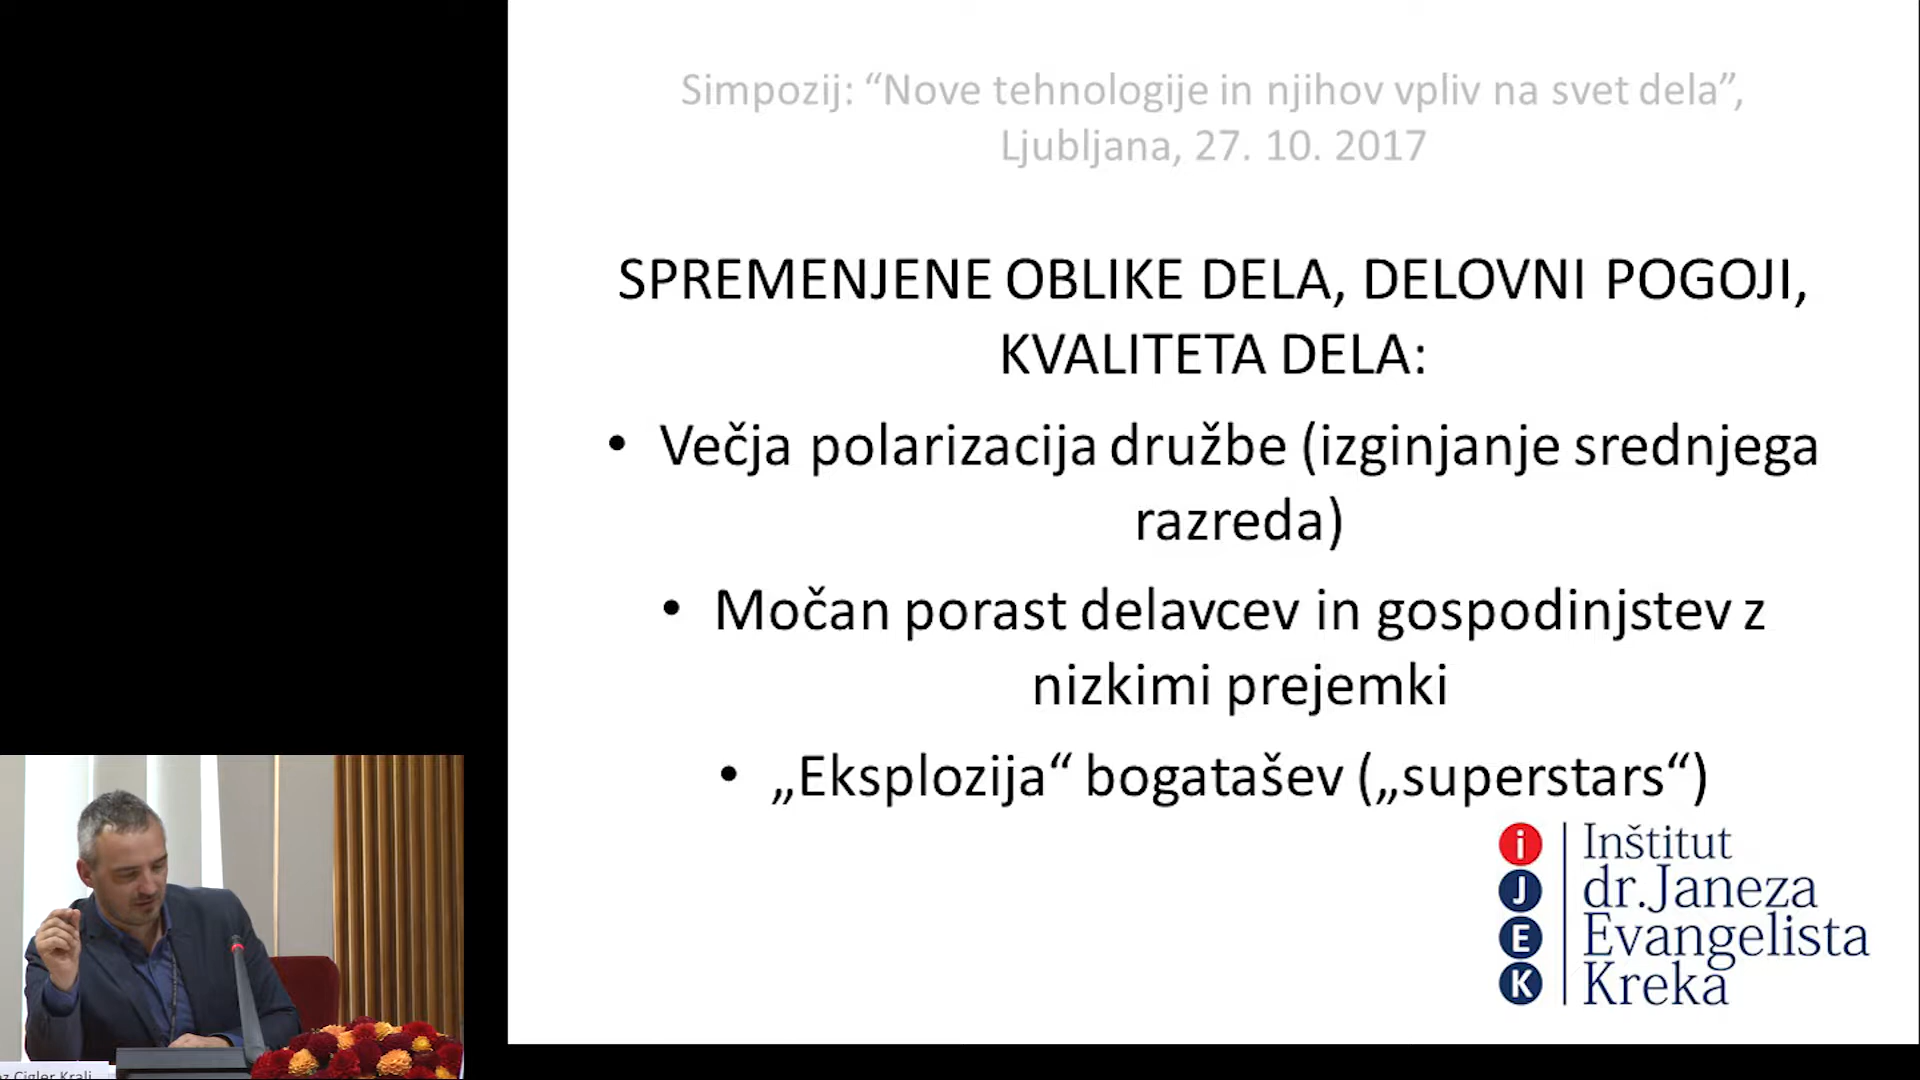 Simpozij: “Nove tehnologije in njihov vpliv na svet dela”,
Ljubljana, 27. 10. 2017
SPREMENJENE OBLIKE DELA, DELOVNI POGOJI,
KVALITETA DELA:
• Večja polarizacija družbe (izginjanje srednjega
razreda)
• Močan porast delavcev in gospodinjstev z
nizkimi prejemki
• „Eksplozija“ bogatašev („superstars“)
i Inštitut
J dr.Janeza
E Evangelista
K Kreka
Cigler Kralj